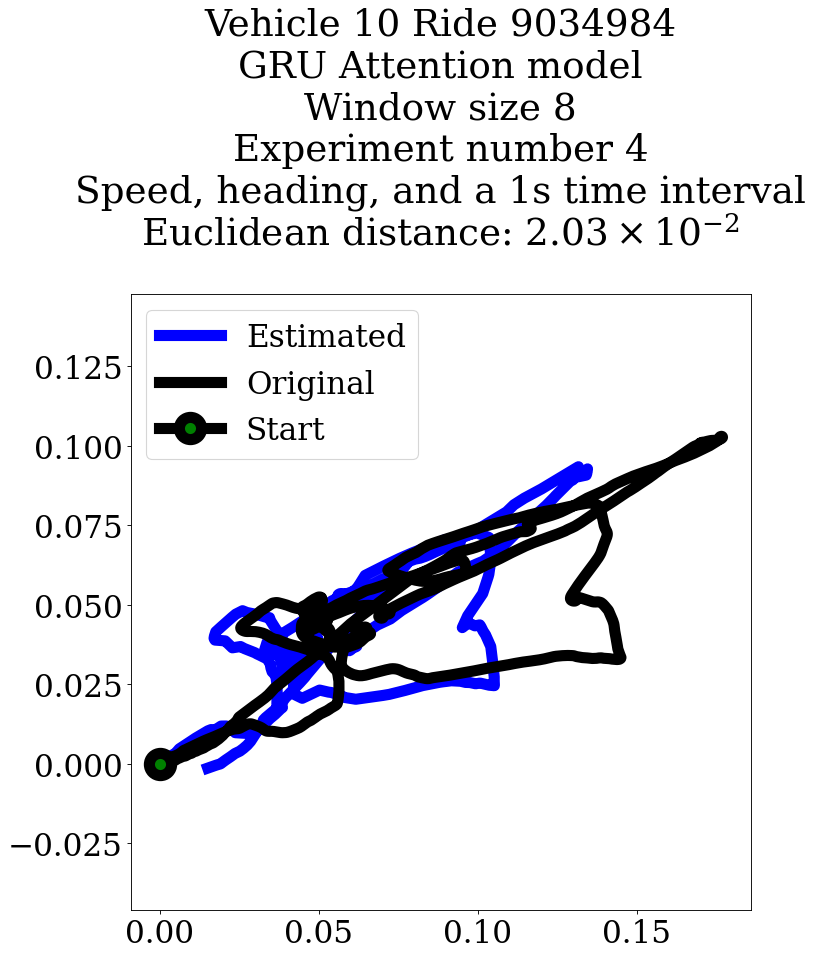 Vehicle 10 Ride 9034984
GRU Attention model
Window size 8
Experiment number 4
Speed, heading, and a 1s time interval
Euclidean distance: 2.03 × 10⁻²
Estimated
Original
Start
0.125
0.100
0.075
0.050
0.025
0.000
−0.025
0.00 0.05 0.10 0.15